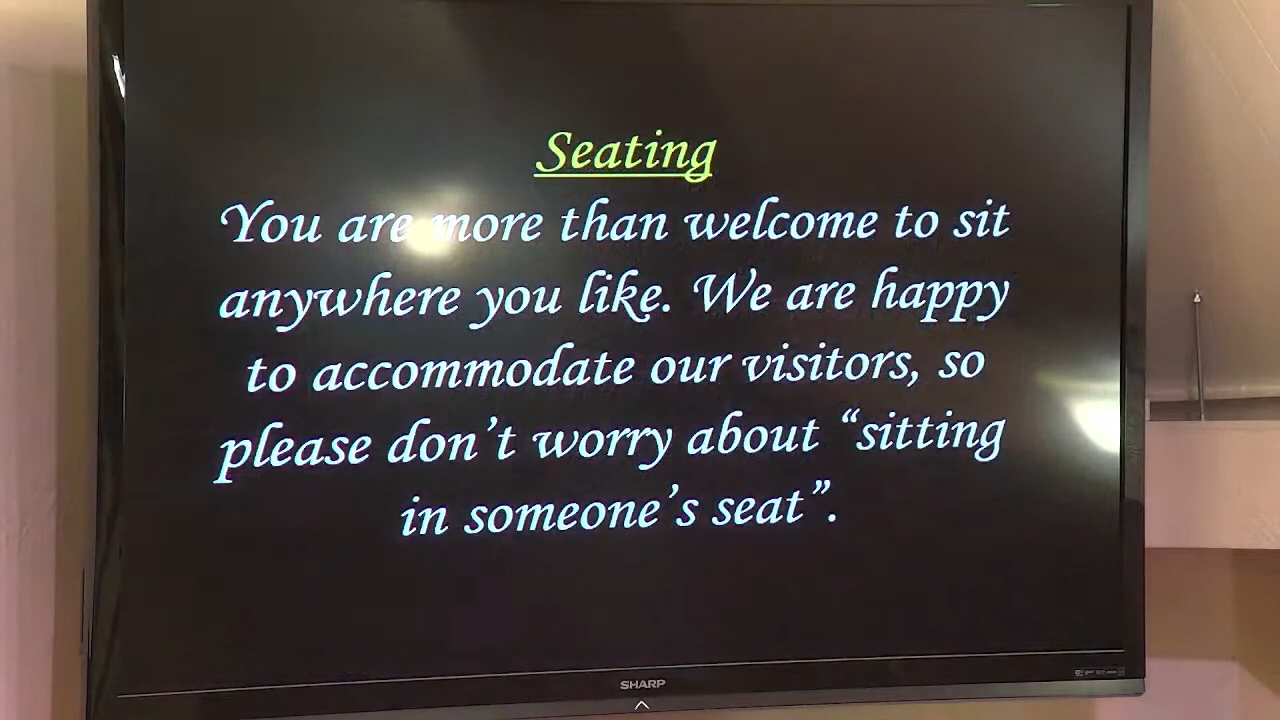 Seating
You are more than welcome to sit
anywhere you like. We are happy
to accommodate our visitors, so
please don’t worry about “sitting
in someone’s seat”.
SHARP